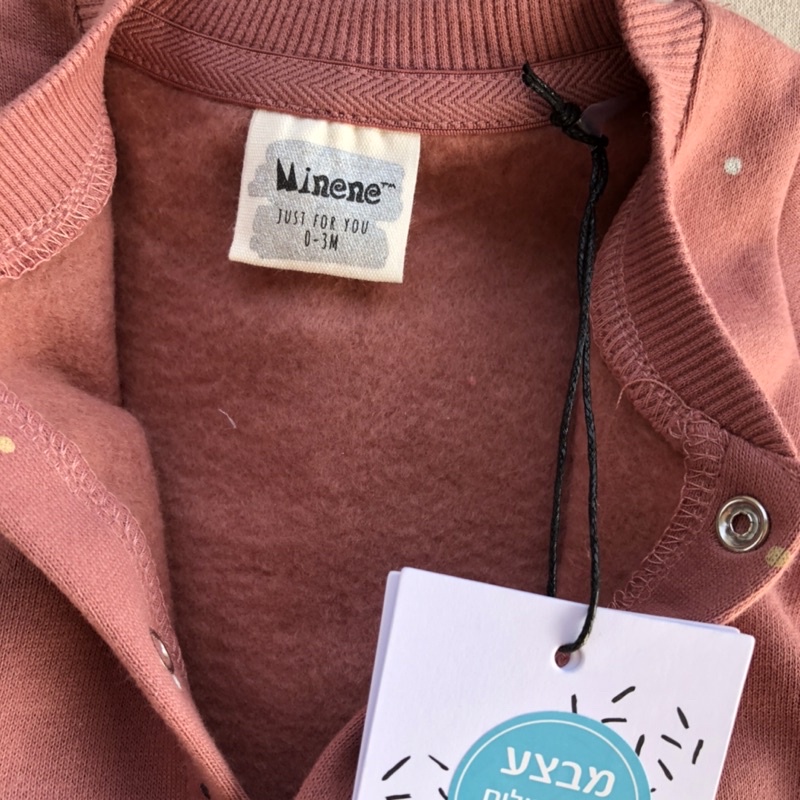 Minene™
JUST FOR YOU
0-3M
מבצע